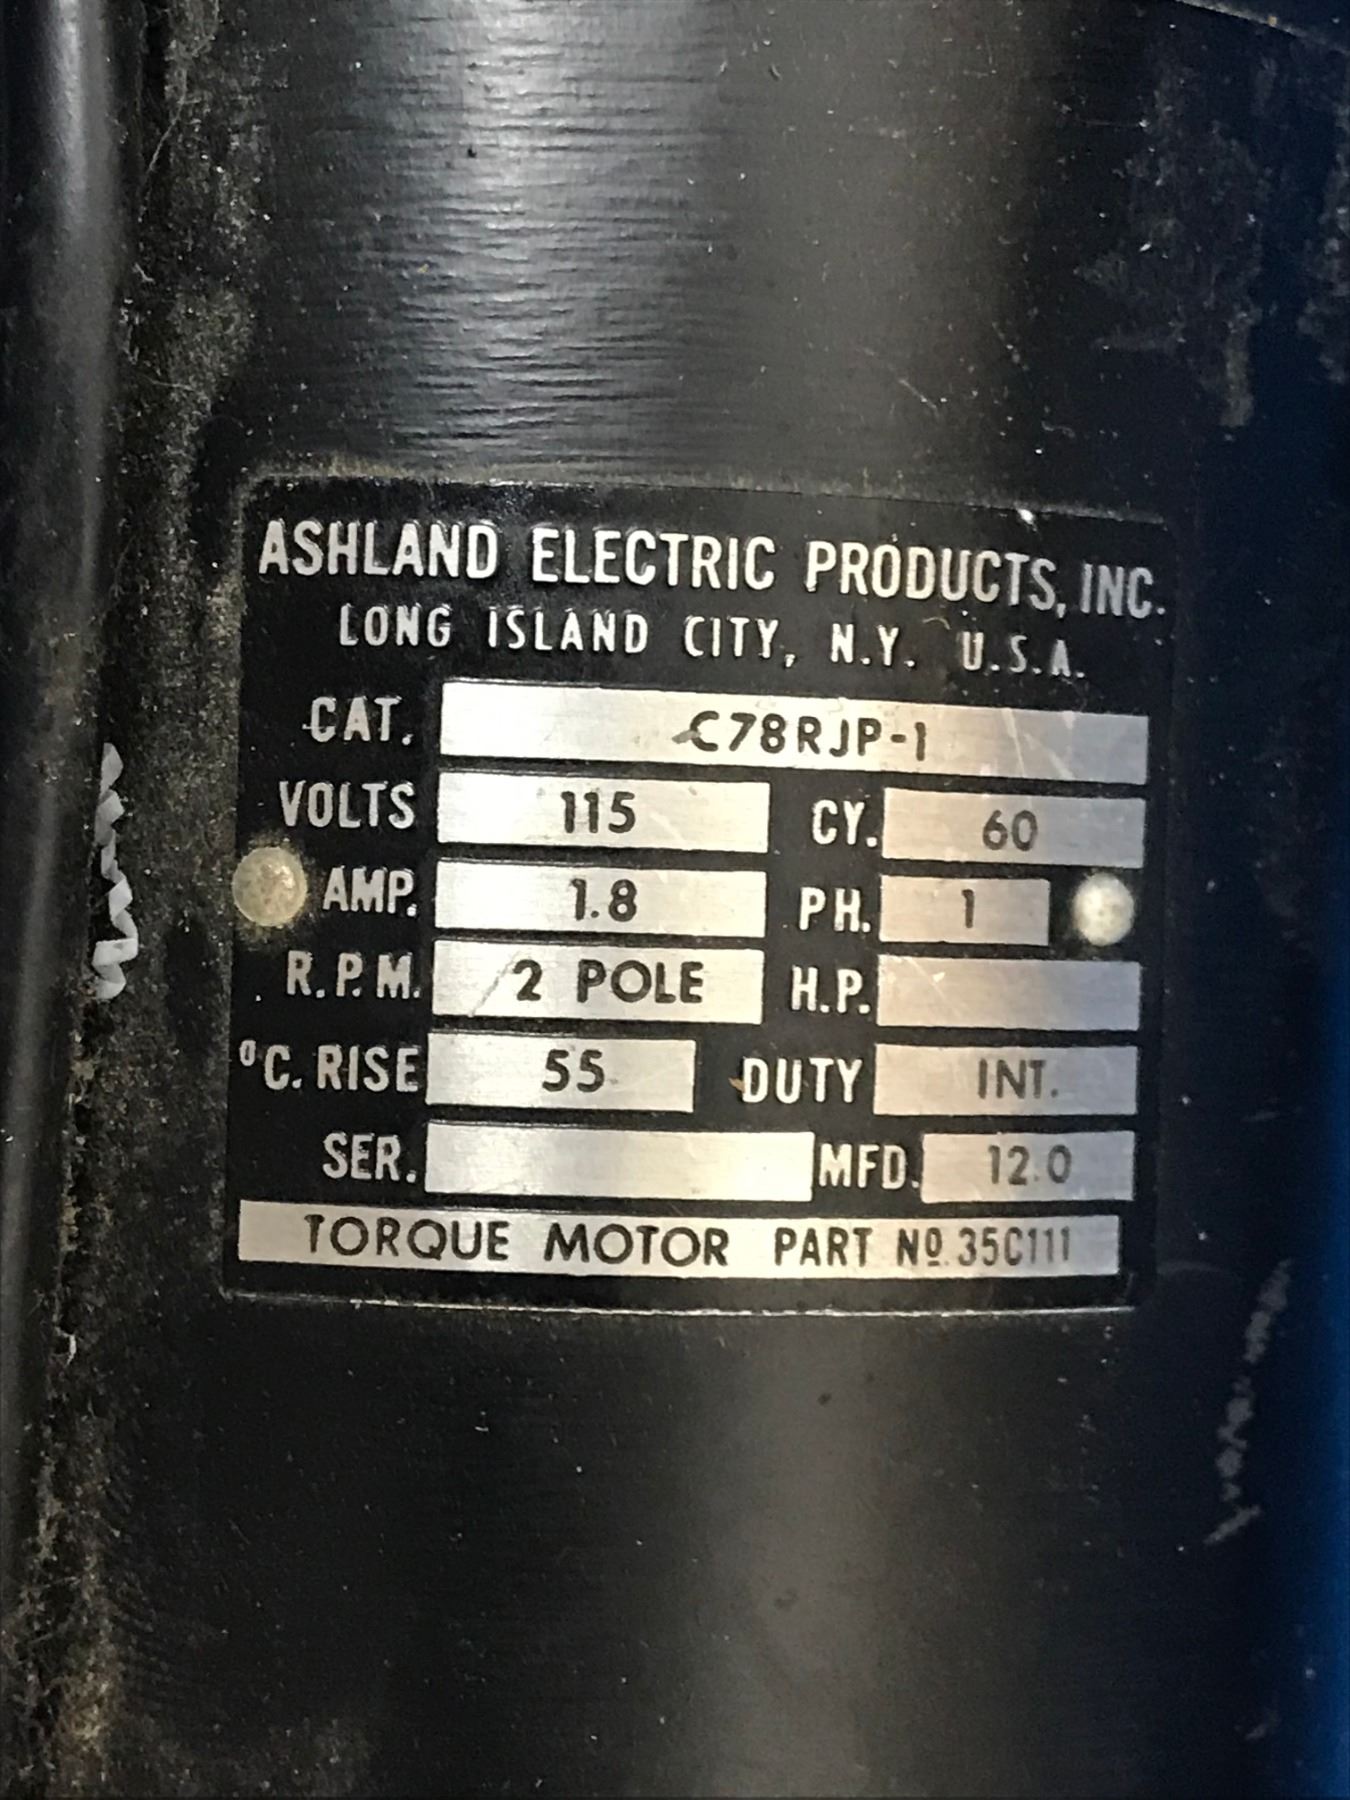 ASHLAND ELECTRIC PRODUCTS, INC.
LONG ISLAND CITY, N.Y. U.S.A.
CAT. C78RJP-1
VOLTS 115 CY. 60
AMP. 1.8 PH. 1
R.P.M. 2 POLE H.P.
ºC. RISE 55 DUTY INT.
SER. MFD. 12.0
TORQUE MOTOR PART Nº 35C111